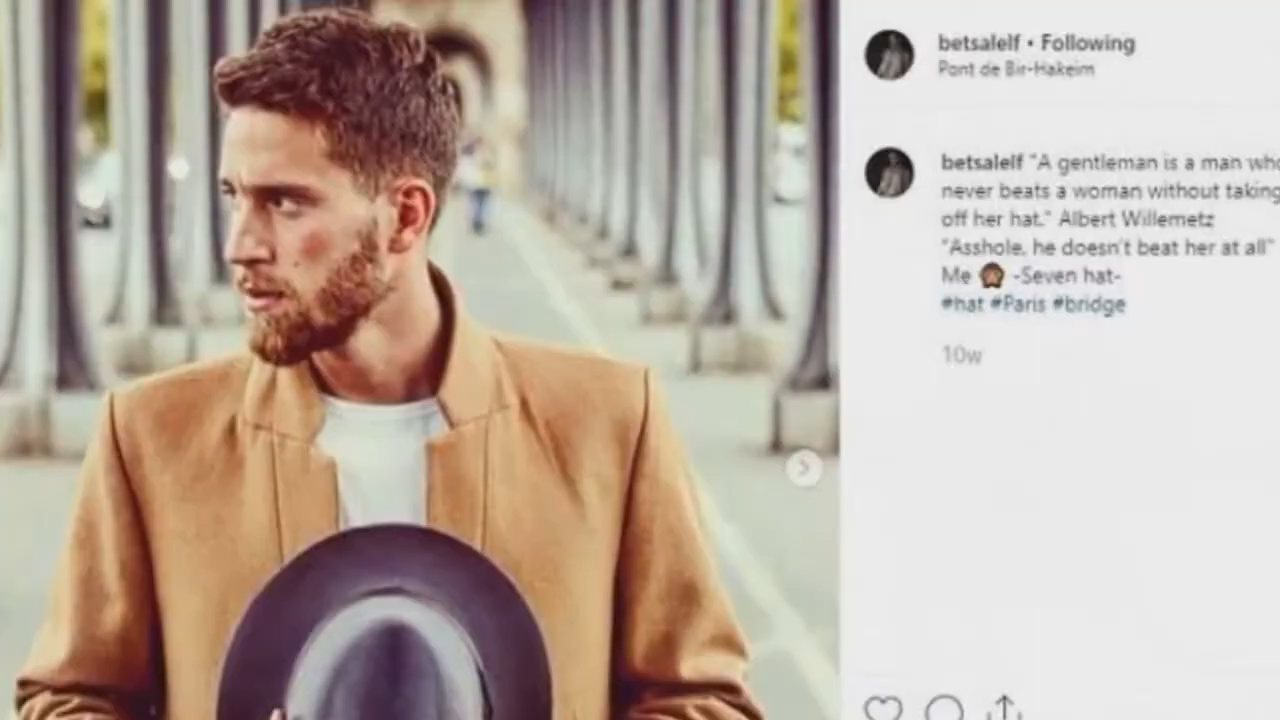 betsalelf • Following
Pont de Bir-Hakeim
betsalelf "A gentleman is a man who
never beats a woman without taking
off her hat." Albert Willemetz
"Asshole, he doesn't beat her at all"
Me 🙈 -Seven hat-
#hat #Paris #bridge
10w